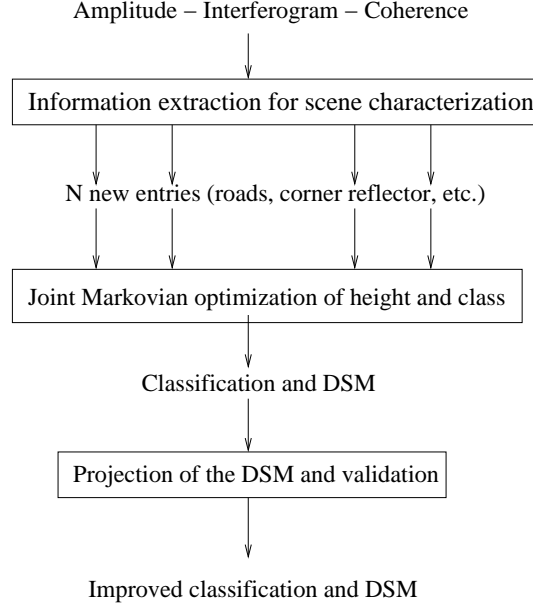 Amplitude – Interferogram – Coherence
Information extraction for scene characterization
N new entries (roads, corner reflector, etc.)
Joint Markovian optimization of height and class
Classification and DSM
Projection of the DSM and validation
Improved classification and DSM